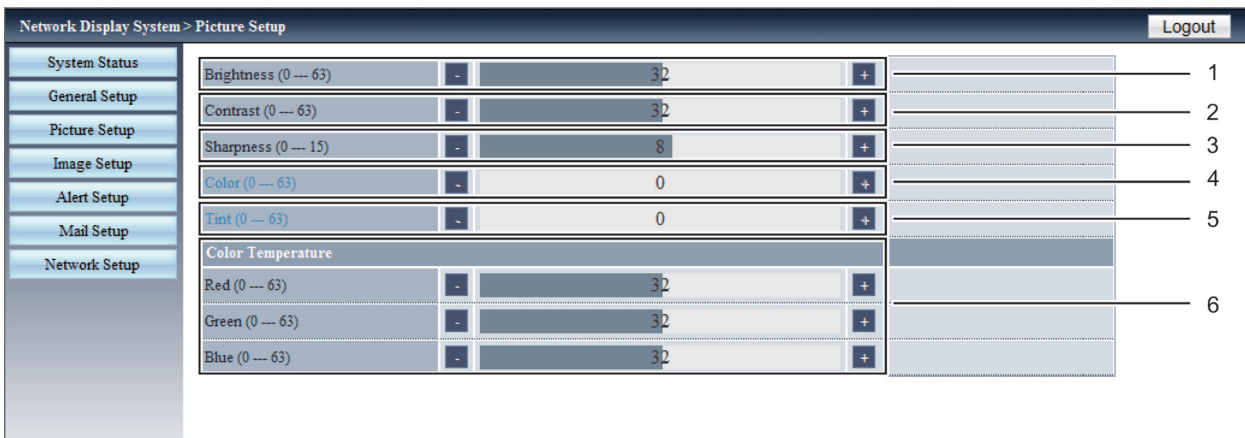 Network Display System > Picture Setup
Logout
System Status
General Setup
Picture Setup
Image Setup
Alert Setup
Mail Setup
Network Setup
Brightness (0 --- 63) - 32 + 1
Contrast (0 --- 63) - 32 + 2
Sharpness (0 --- 15) - 8 + 3
Color (0 --- 63) - 0 + 4
Tint (0 --- 63) - 0 + 5
Color Temperature
Red (0 --- 63) - 32 +
6
Green (0 --- 63) - 32 +
Blue (0 --- 63) - 32 +